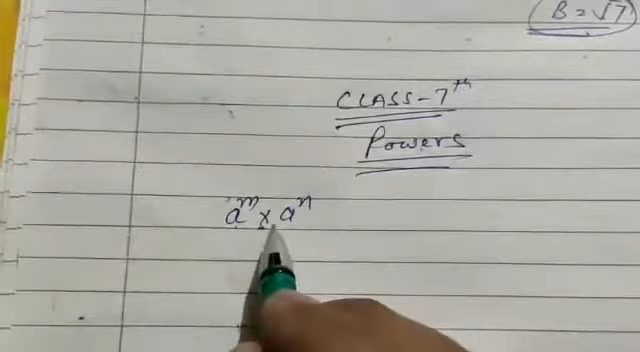 B = √7
CLASS - 7th
Powers
a^m x a^n